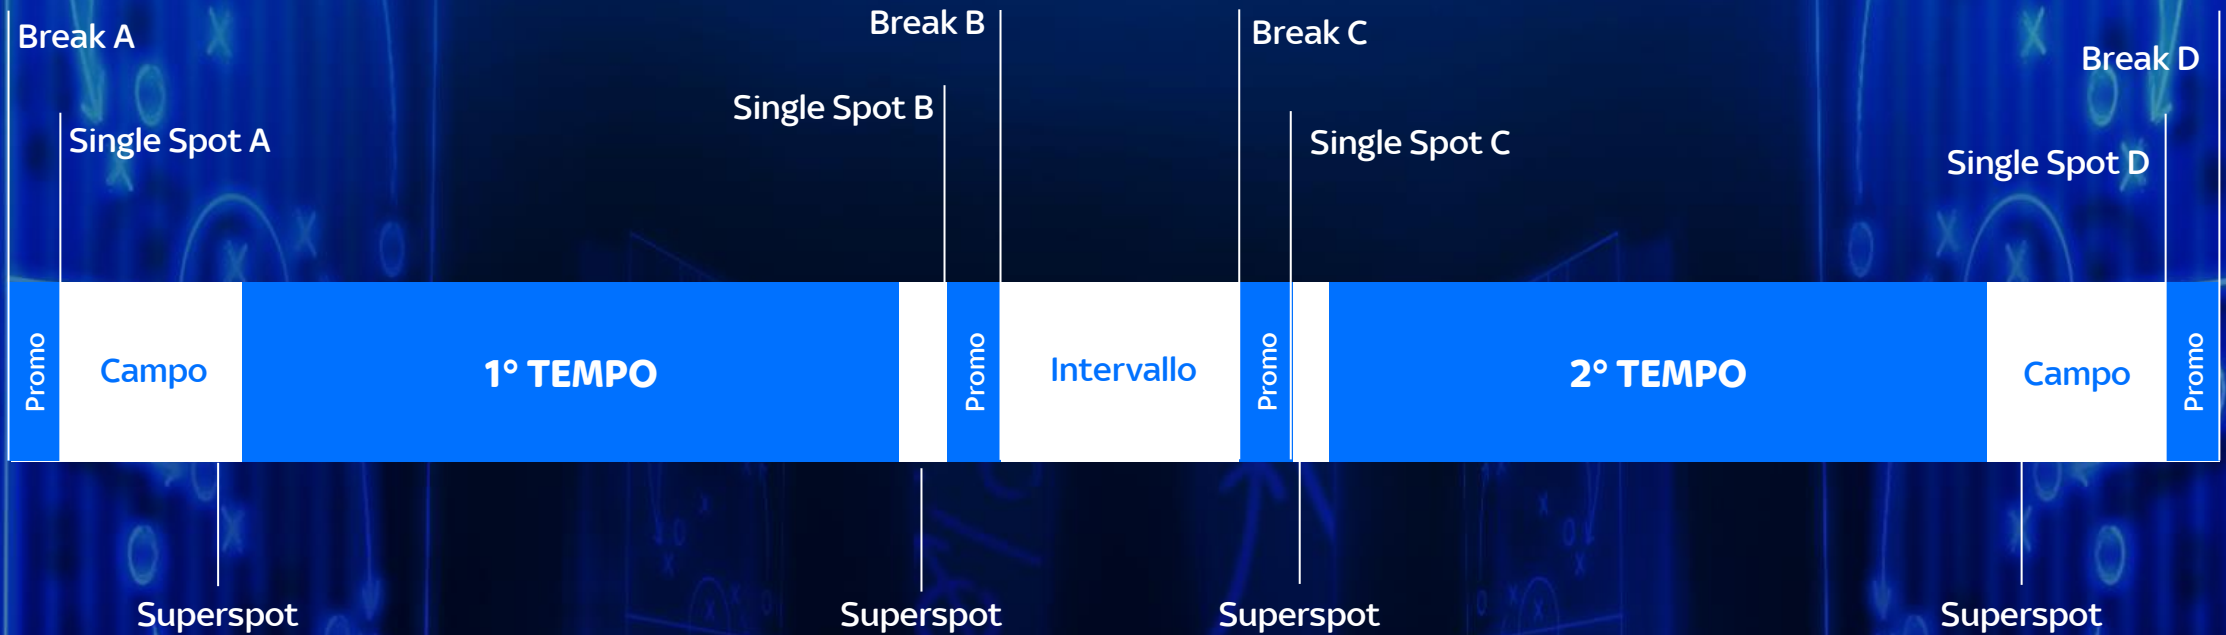 Break A
Break B
Break C
Break D
Single Spot A
Single Spot B
Single Spot C
Single Spot D
Promo
Campo
1° TEMPO
Promo
Intervallo
Promo
2° TEMPO
Campo
Promo
Superspot
Superspot
Superspot
Superspot